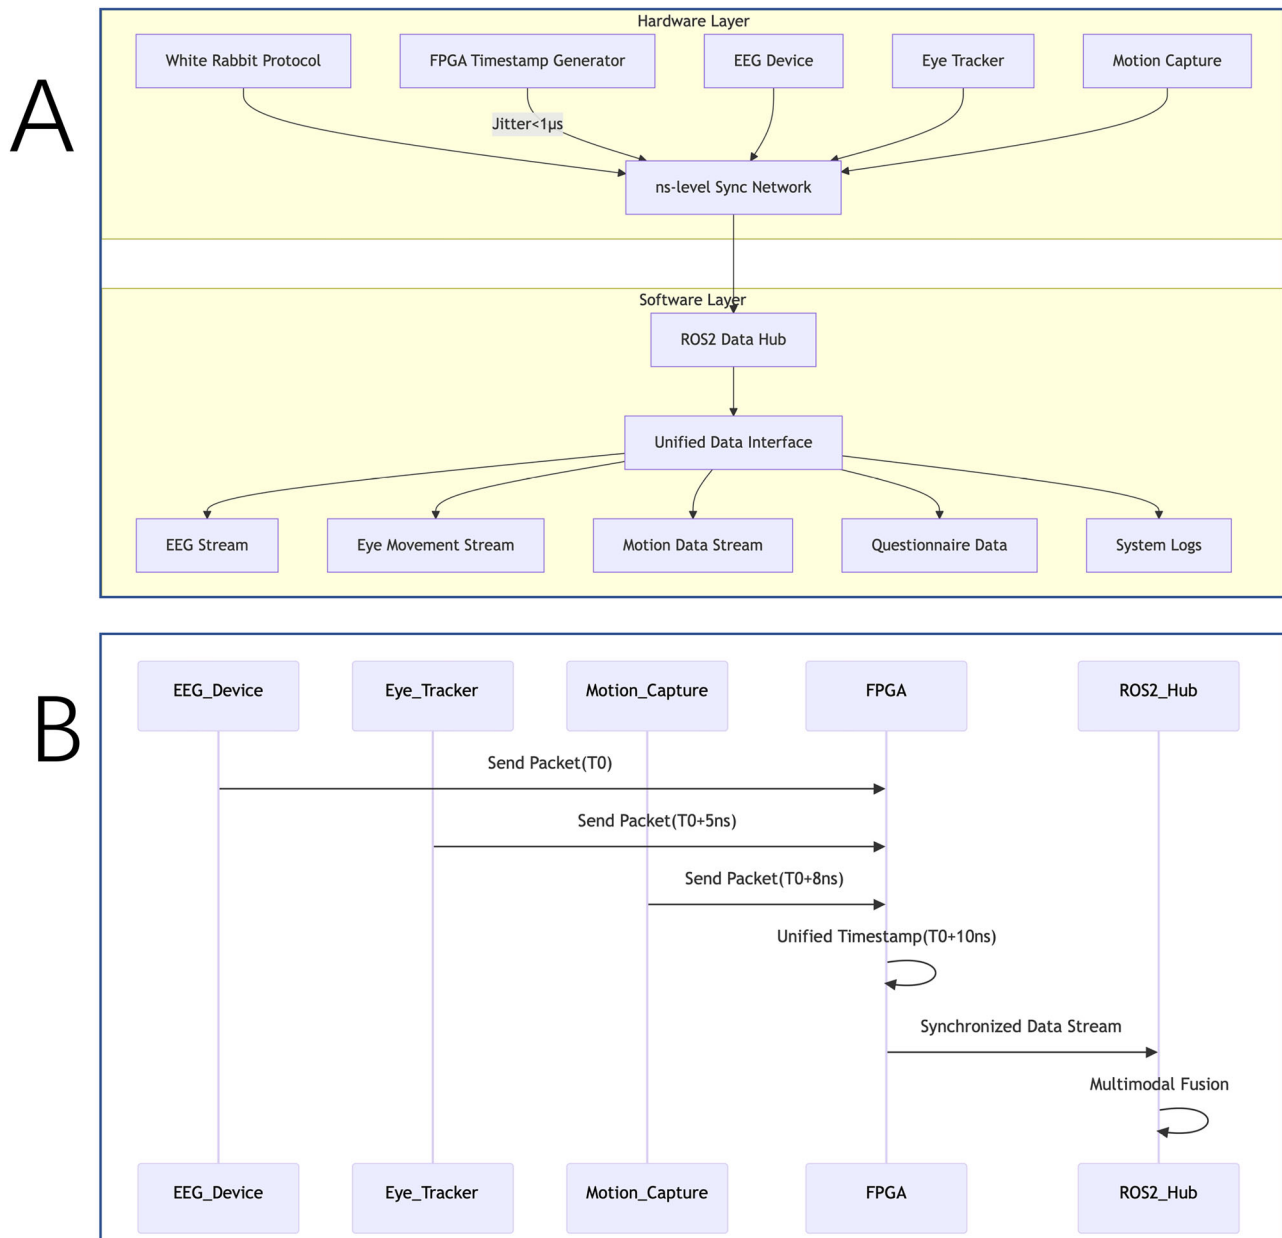 A
Hardware Layer
White Rabbit Protocol
FPGA Timestamp Generator
EEG Device
Eye Tracker
Motion Capture
Jitter<1μs
ns-level Sync Network
Software Layer
ROS2 Data Hub
Unified Data Interface
EEG Stream
Eye Movement Stream
Motion Data Stream
Questionnaire Data
System Logs
B
EEG_Device
Eye_Tracker
Motion_Capture
FPGA
ROS2_Hub
Send Packet(T0)
Send Packet(T0+5ns)
Send Packet(T0+8ns)
Unified Timestamp(T0+10ns)
Synchronized Data Stream
Multimodal Fusion
EEG_Device
Eye_Tracker
Motion_Capture
FPGA
ROS2_Hub